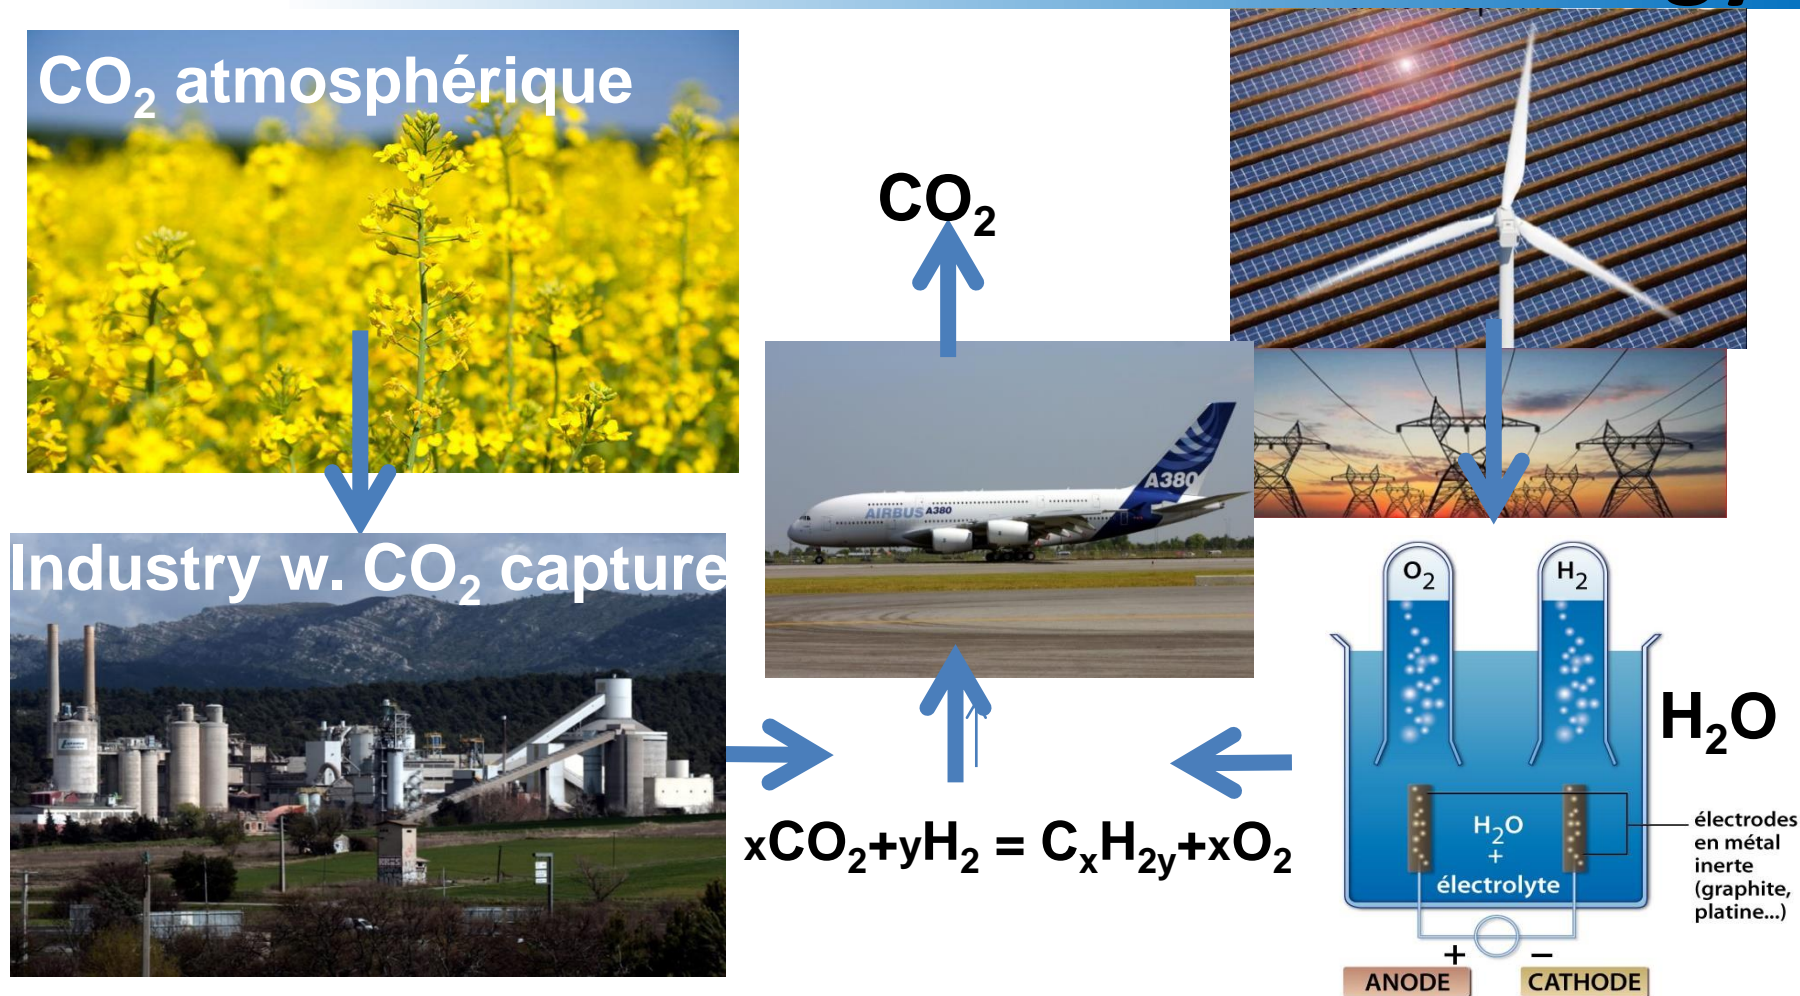 CO₂ atmosphérique
CO₂
AIRBUS A380
A380
Industry w. CO₂ capture
xCO₂+yH₂ = CₓH₂ᵧ+xO₂
O₂
H₂
H₂O
H₂O
+
électrolyte
électrodes
en métal
inerte
(graphite,
platine...)
+
−
ANODE
CATHODE